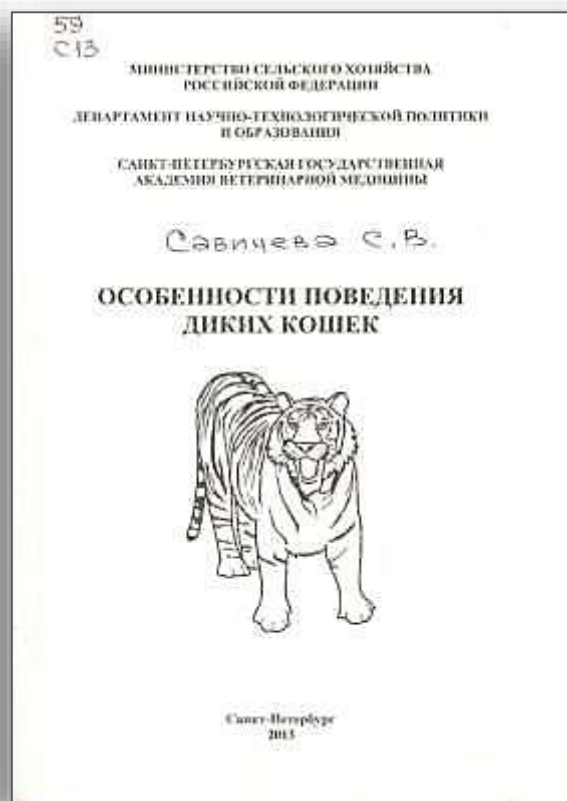 59
С13
МИНИСТЕРСТВО СЕЛЬСКОГО ХОЗЯЙСТВА
РОССИЙСКОЙ ФЕДЕРАЦИИ
ДЕПАРТАМЕНТ НАУЧНО-ТЕХНОЛОГИЧЕСКОЙ ПОЛИТИКИ
И ОБРАЗОВАНИЯ
САНКТ-ПЕТЕРБУРГСКАЯ ГОСУДАРСТВЕННАЯ
АКАДЕМИЯ ВЕТЕРИНАРНОЙ МЕДИЦИНЫ
Савичева С.В.
ОСОБЕННОСТИ ПОВЕДЕНИЯ
ДИКИХ КОШЕК
Санкт-Петербург
2013